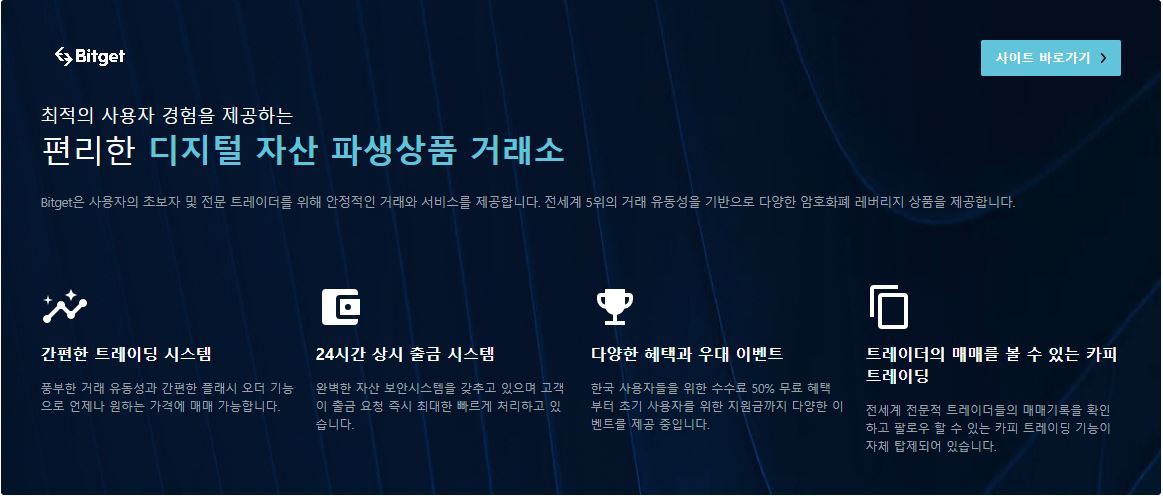 Bitget
사이트 바로가기
최적의 사용자 경험을 제공하는
편리한 디지털 자산 파생상품 거래소
Bitget은 사용자의 초보자 및 전문 트레이더를 위해 안정적인 거래와 서비스를 제공합니다. 전세계 5위의 거래 유동성을 기반으로 다양한 암호화폐 레버리지 상품을 제공합니다.
간편한 트레이딩 시스템
풍부한 거래 유동성과 간편한 플래시 오더 기능
으로 언제나 원하는 가격에 매매 가능합니다.
24시간 상시 출금 시스템
완벽한 자산 보안시스템을 갖추고 있으며 고객
이 출금 요청 즉시 최대한 빠르게 처리하고 있
습니다.
다양한 혜택과 우대 이벤트
한국 사용자들을 위한 수수료 50% 무료 혜택
부터 초기 사용자를 위한 지원금까지 다양한 이
벤트를 제공 중입니다.
트레이더의 매매를 볼 수 있는 카피
트레이딩
전세계 전문적 트레이더들의 매매기록을 확인
하고 팔로우 할 수 있는 카피 트레이딩 기능이
자체 탑제되어 있습니다.